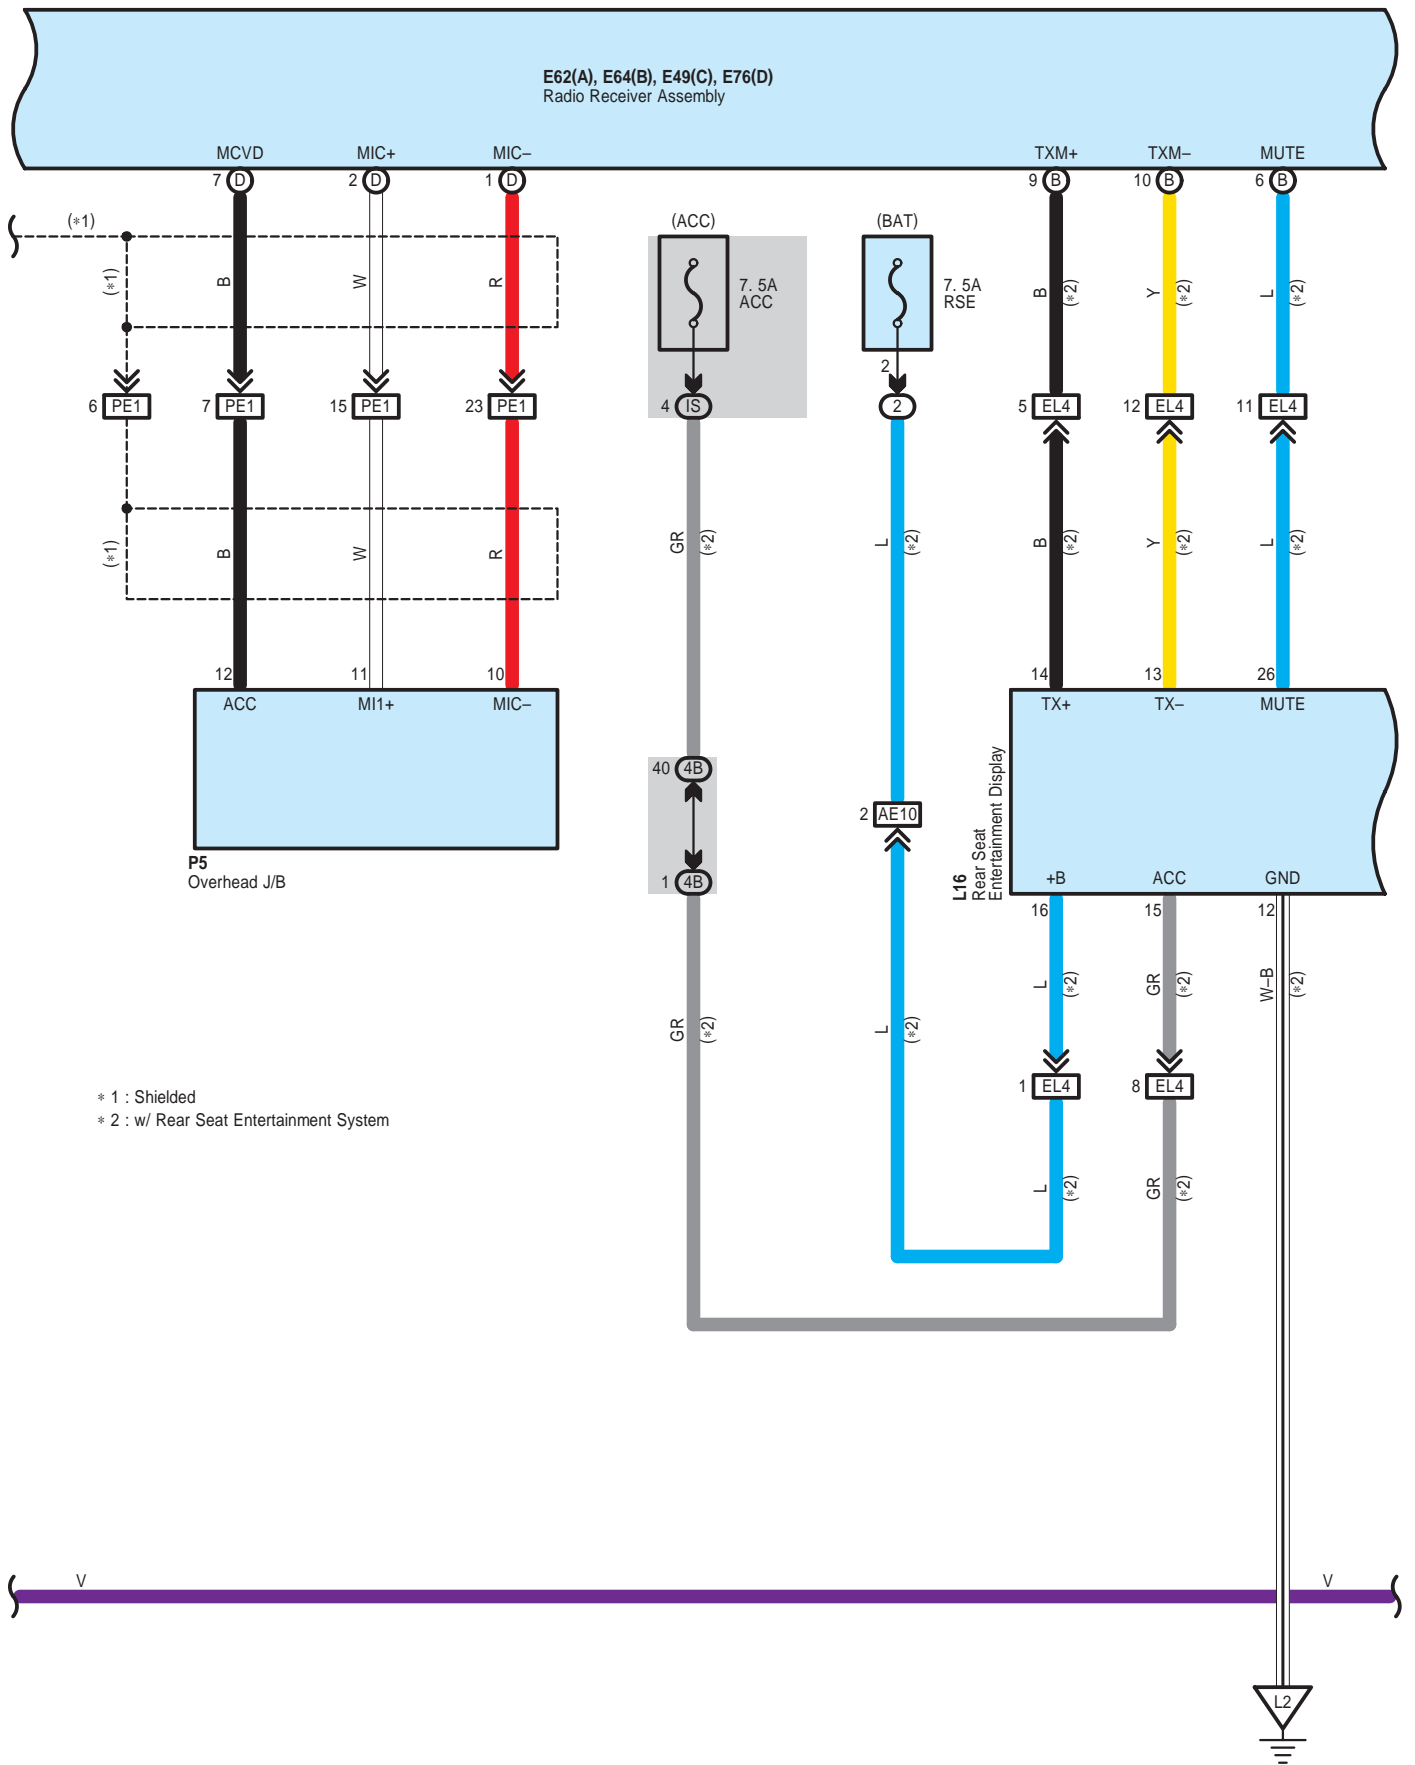 E62(A), E64(B), E49(C), E76(D)
Radio Receiver Assembly
MCVD MIC+ MIC– TXM+ TXM– MUTE
7 D 2 D 1 D 9 B 10 B 6 B
(∗1) (ACC) (BAT)
(∗1) B W R 7. 5A ACC 7. 5A RSE B (∗2) Y (∗2) L (∗2)
2
6 PE1 7 PE1 15 PE1 23 PE1 4 IS 2 5 EL4 12 EL4 11 EL4
(∗1) B W R GR (∗2) L (∗2) B (∗2) Y (∗2) L (∗2)
12 11 10 14 13 26
ACC MI1+ MIC– TX+ TX– MUTE
40 4B
2 AE10
P5
Overhead J/B
1 4B
L16
Rear Seat
Entertainment Display
+B ACC GND
16 15 12
L (∗2) GR (∗2) W–B (∗2)
GR (∗2) L (∗2)
1 EL4 8 EL4
∗ 1 : Shielded
∗ 2 : w/ Rear Seat Entertainment System
L (∗2) GR (∗2)
V V
L2